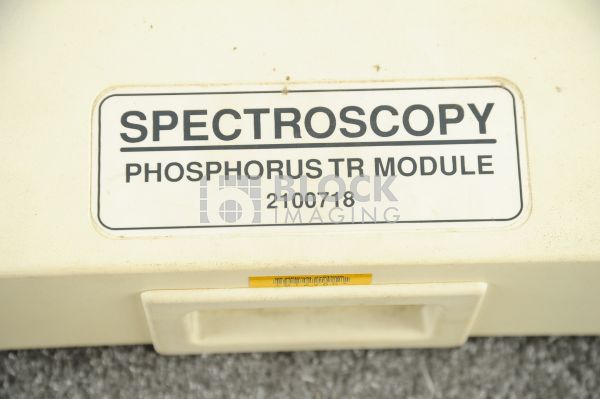 SPECTROSCOPY
PHOSPHORUS TR MODULE
2100718
BLOCK
IMAGING